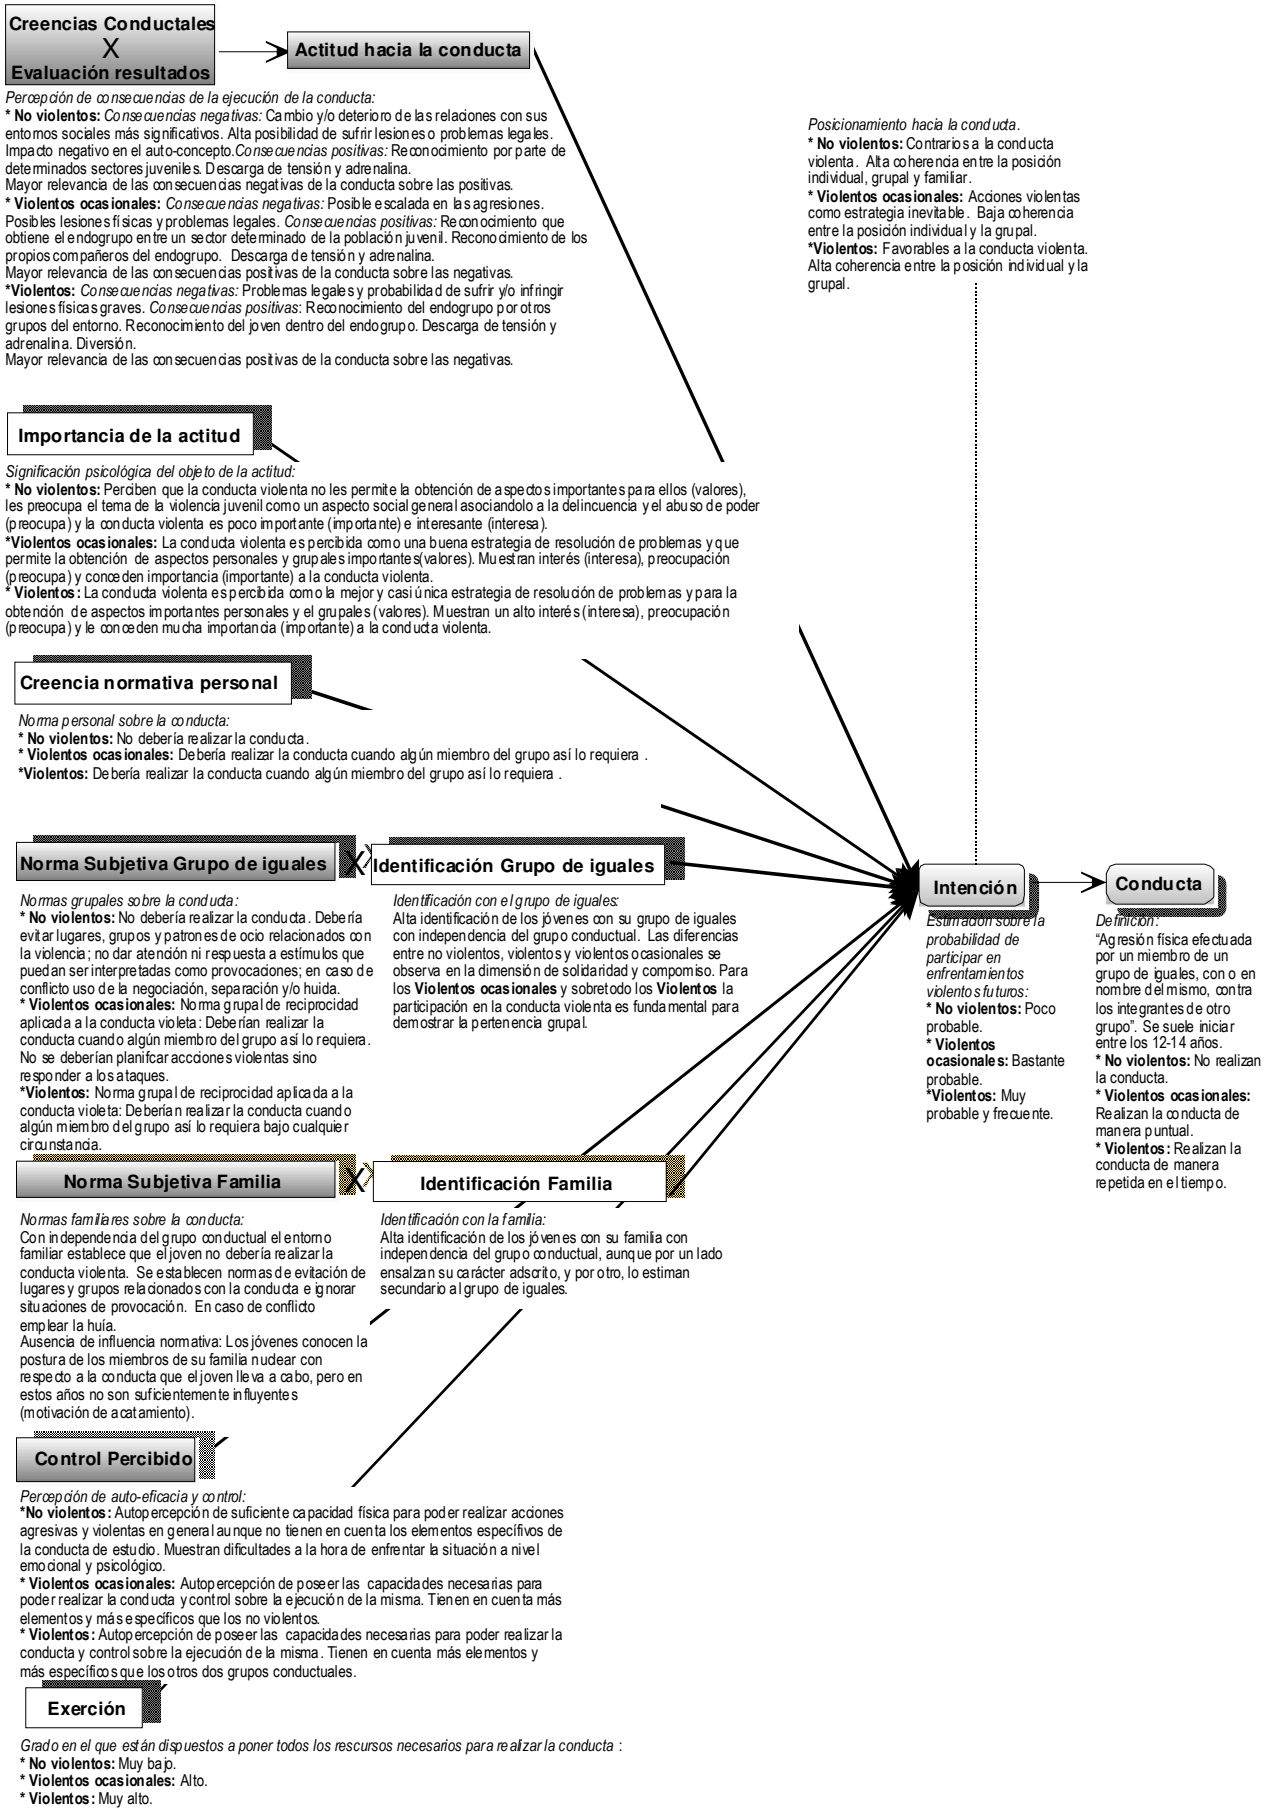 Creencias Conductales
X
Evaluación resultados
Actitud hacia la conducta
Percepción de consecuencias de la ejecución de la conducta:
* No violentos: Consecuencias negativas: Cambio y/o deterioro de las relaciones con sus
entornos sociales más significativos. Alta posibilidad de sufrir lesiones o problemas legales.
Impacto negativo en el auto-concepto.Consecuencias positivas: Reconocimiento por parte de
determinados sectores juveniles. Descarga de tensión y adrenalina.
Mayor relevancia de las consecuencias negativas de la conducta sobre las positivas.
* Violentos ocasionales: Consecuencias negativas: Posible escalada en las agresiones.
Posibles lesiones físicas y problemas legales. Consecuencias positivas: Reconocimiento que
obtiene el endogrupo entre un sector determinado de la población juvenil. Reconocimiento de los
propios compañeros del endogrupo. Descarga de tensión y adrenalina.
Mayor relevancia de las consecuencias positivas de la conducta sobre las negativas.
*Violentos: Consecuencias negativas: Problemas legales y probabilidad de sufrir y/o infringir
lesiones físicas graves. Consecuencias positivas: Reconocimiento del endogrupo por otros
grupos del entorno. Reconocimiento del joven dentro del endogrupo. Descarga de tensión y
adrenalina. Diversión.
Mayor relevancia de las consecuencias positivas de la conducta sobre las negativas.
Posicionamiento hacia la conducta.
* No violentos: Contrarios a la conducta
violenta. Alta coherencia entre la posición
individual, grupal y familiar.
* Violentos ocasionales: Acciones violentas
como estrategia inevitable. Baja coherencia
entre la posición individual y la grupal.
*Violentos: Favorables a la conducta violenta.
Alta coherencia entre la posición individual y la
grupal.
Importancia de la actitud
Significación psicológica del objeto de la actitud:
* No violentos: Perciben que la conducta violenta no les permite la obtención de aspectos importantes para ellos (valores),
les preocupa el tema de la violencia juvenil como un aspecto social general asociandolo a la delincuencia y el abuso de poder
(preocupa) y la conducta violenta es poco importante (importante) e interesante (interesa).
*Violentos ocasionales: La conducta violenta es percibida como una buena estrategia de resolución de problemas y que
permite la obtención de aspectos personales y grupales importantes(valores). Muestran interés (interesa), preocupación
(preocupa) y conceden importancia (importante) a la conducta violenta.
* Violentos: La conducta violenta es percibida como la mejor y casi única estrategia de resolución de problemas y para la
obtención de aspectos importantes personales y el grupales (valores). Muestran un alto interés (interesa), preocupación
(preocupa) y le conceden mucha importancia (importante) a la conducta violenta.
Creencia normativa personal
Norma personal sobre la conducta:
* No violentos: No debería realizar la conducta.
* Violentos ocasionales: Debería realizar la conducta cuando algún miembro del grupo así lo requiera .
*Violentos: Debería realizar la conducta cuando algún miembro del grupo así lo requiera .
Norma Subjetiva Grupo de iguales
X
Identificación Grupo de iguales
Normas grupales sobre la conducta:
* No violentos: No debería realizar la conducta. Debería
evitar lugares, grupos y patrones de ocio relacionados con
la violencia; no dar atención ni respuesta a estímulos que
puedan ser interpretadas como provocaciones; en caso de
conflicto uso de la negociación, separación y/o huida.
* Violentos ocasionales: Norma grupal de reciprocidad
aplicada a la conducta violeta: Deberían realizar la
conducta cuando algún miembro del grupo así lo requiera.
No se deberían planifcar accciones violentas sino
responder a los ataques.
*Violentos: Norma grupal de reciprocidad aplicada a la
conducta violeta: Deberían realizar la conducta cuando
algún miembro del grupo así lo requiera bajo cualquier
circunstancia.
Identificación con el grupo de iguales:
Alta identificación de los jóvenes con su grupo de iguales
con independencia del grupo conductual. Las diferencias
entre no violentos, violentos y violentos ocasionales se
observa en la dimensión de solidaridad y compomiso. Para
los Violentos ocasionales y sobretodo los Violentos la
participación en la conducta violenta es fundamental para
demostrar la pertenencia grupal.
Intención
Estimación sobre la
probabilidad de
participar en
enfrentamientos
violentos futuros:
* No violentos: Poco
probable.
* Violentos
ocasionales: Bastante
probable.
*Violentos: Muy
probable y frecuente.
Conducta
Definición:
“Agresión física efectuada
por un miembro de un
grupo de iguales, con o en
nombre del mismo, contra
los integrantes de otro
grupo”. Se suele iniciar
entre los 12-14 años.
* No violentos: No realizan
la conducta.
* Violentos ocasionales:
Realizan la conducta de
manera puntual.
* Violentos: Realizan la
conducta de manera
repetida en el tiempo.
Norma Subjetiva Familia
X
Identificación Familia
Normas familiares sobre la conducta:
Con independencia del grupo conductual el entorno
familiar establece que el joven no debería realizar la
conducta violenta. Se establecen normas de evitación de
lugares y grupos relacionados con la conducta e ignorar
situaciones de provocación. En caso de conflicto
emplear la huía.
Ausencia de influencia normativa: Los jóvenes conocen la
postura de los miembros de su familia nuclear con
respecto a la conducta que el joven lleva a cabo, pero en
estos años no son suficientemente influyentes
(motivación de acatamiento).
Identificación con la familia:
Alta identificación de los jóvenes con su familia con
independencia del grupo conductual, aunque por un lado
ensalzan su carácter adscrito, y por otro, lo estiman
secundario al grupo de iguales.
Control Percibido
Percepción de auto-eficacia y control:
*No violentos: Autopercepción de suficiente capacidad física para poder realizar acciones
agresivas y violentas en general aunque no tienen en cuenta los elementos específivos de
la conducta de estudio. Muestran dificultades a la hora de enfrentar la situación a nivel
emocional y psicológico.
* Violentos ocasionales: Autopercepción de poseer las capacidades necesarias para
poder realizar la conducta y control sobre la ejecución de la misma. Tienen en cuenta más
elementos y más específicos que los no violentos.
* Violentos: Autopercepción de poseer las capacidades necesarias para poder realizar la
conducta y control sobre la ejecución de la misma. Tienen en cuenta más elementos y
más específicos que los otros dos grupos conductuales.
Exerción
Grado en el que están dispuestos a poner todos los rescursos necesarios para realizar la conducta :
* No violentos: Muy bajo.
* Violentos ocasionales: Alto.
* Violentos: Muy alto.